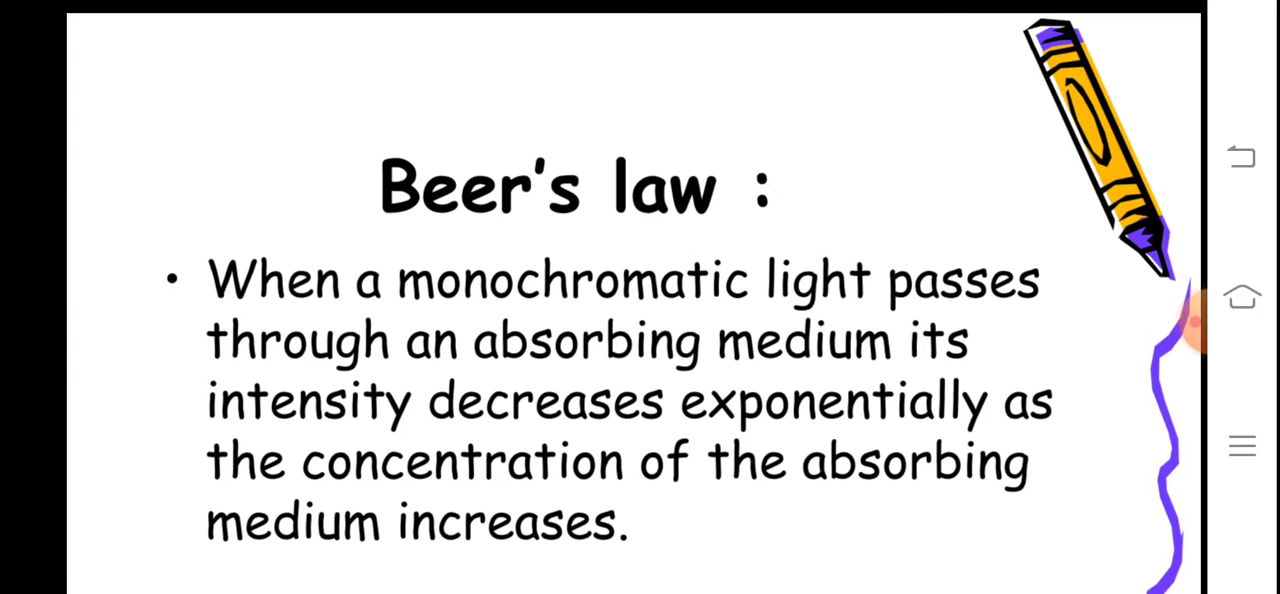 Beer's law :
• When a monochromatic light passes
through an absorbing medium its
intensity decreases exponentially as
the concentration of the absorbing
medium increases.